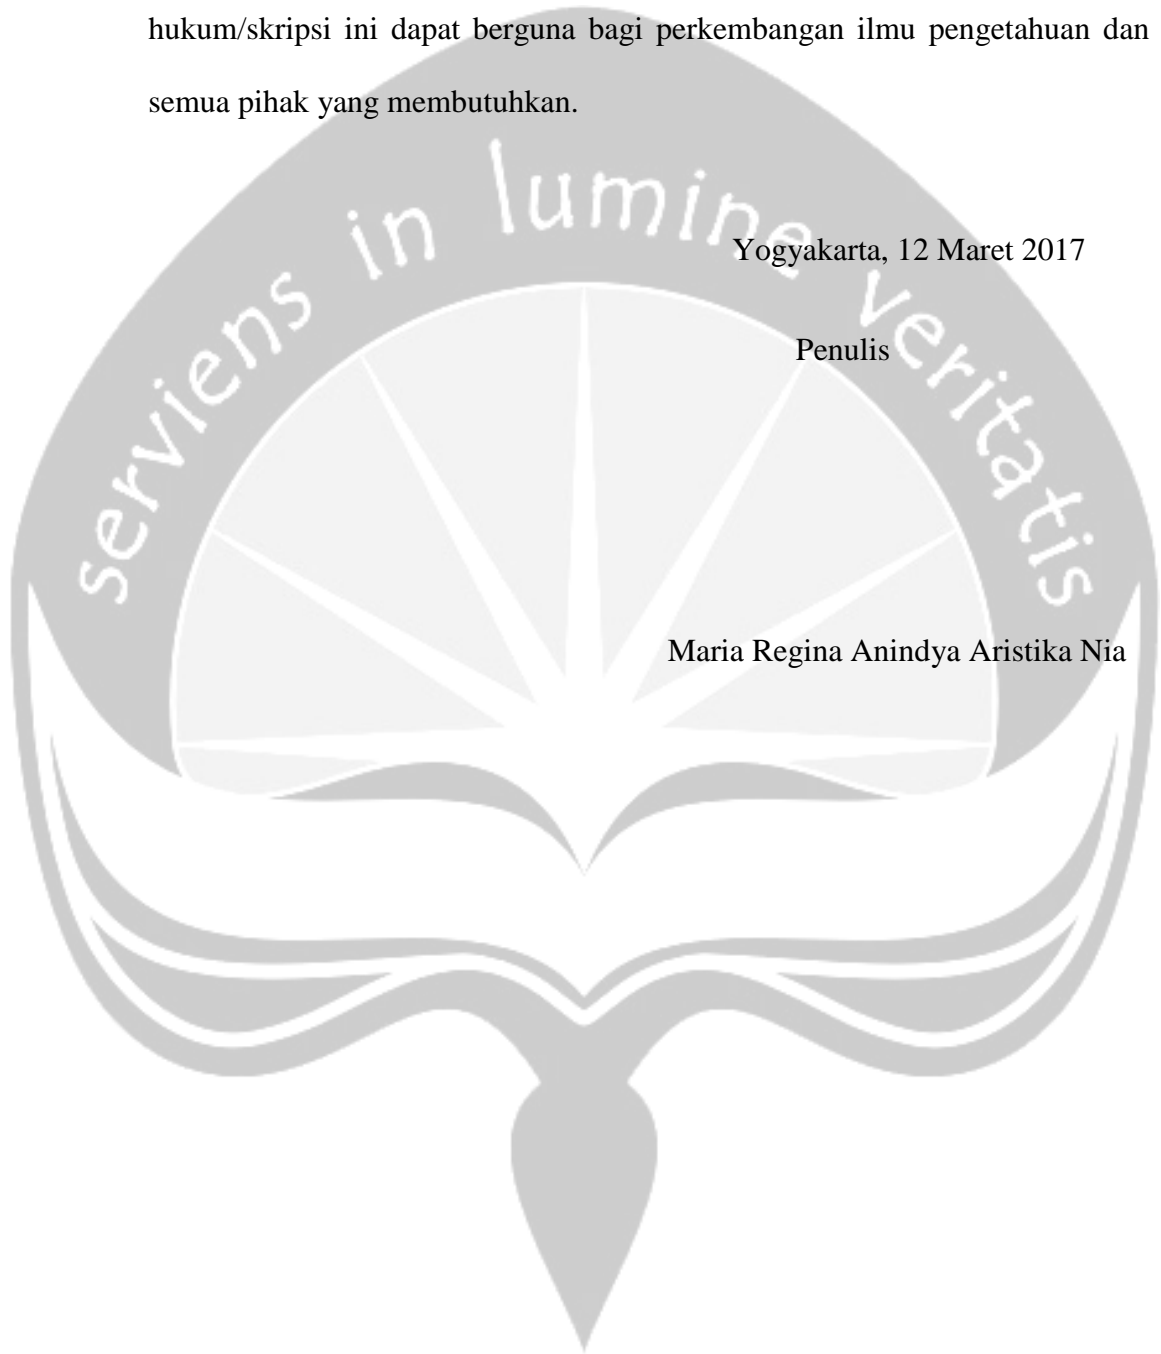 hukum/skripsi ini dapat berguna bagi perkembangan ilmu pengetahuan dan
semua pihak yang membutuhkan.
serviens in lumine veritatis
Yogyakarta, 12 Maret 2017
Penulis
Maria Regina Anindya Aristika Nia